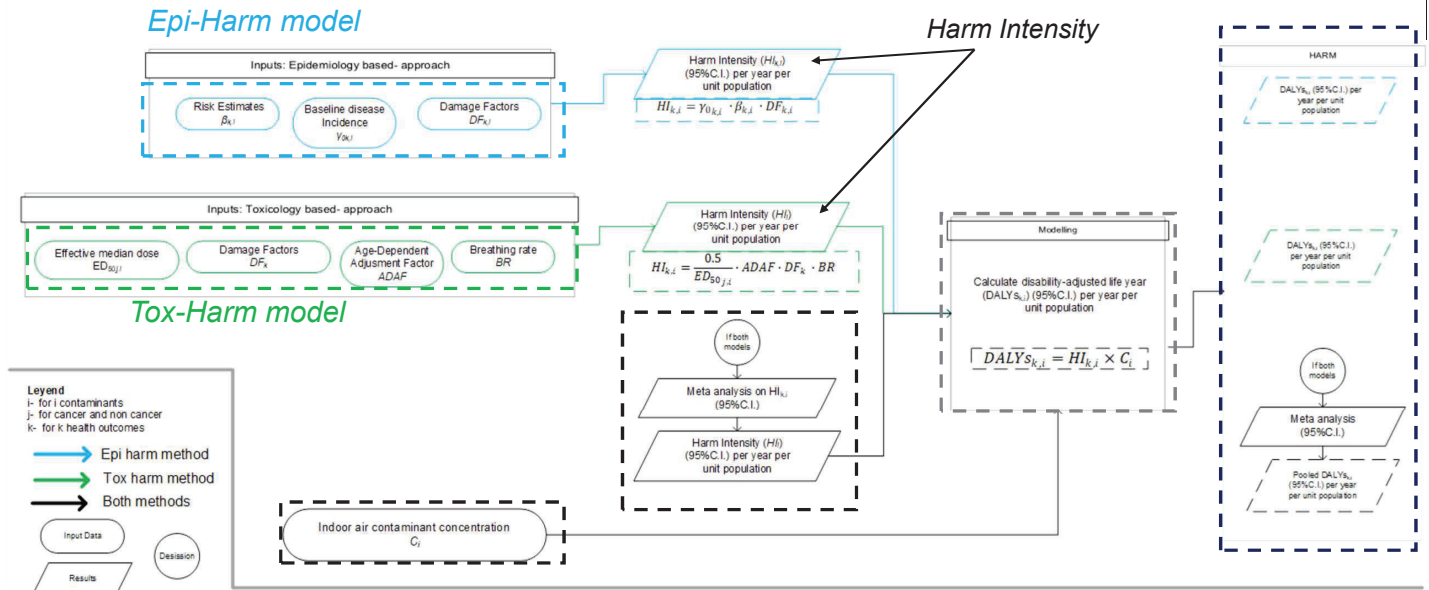 Epi-Harm model
Inputs: Epidemiology based- approach
Risk Estimates
βk,i
Baseline disease
Incidence
γ0k,i
Damage Factors
DFk,i
Harm Intensity (HIk,i)
(95%C.I.) per year per
unit population
HIk,i = γ0k,i · βk,i · DFk,i
Harm Intensity
Inputs: Toxicology based- approach
Effective median dose
ED50j,i
Damage Factors
DFk
Age-Dependent
Adjusment Factor
ADAF
Breathing rate
BR
Tox-Harm model
Harm Intensity (HIi)
(95%C.I.) per year per
unit population
HIk,i = 0.5/ED50j,i · ADAF · DFk · BR
If both
models
Meta analysis on HIk,i
(95%C.I.)
Harm Intensity (HIi)
(95%C.I.) per year per
unit population
Indoor air contaminant concentration
Ci
Modelling
Calculate disability-adjusted life year
(DALYsk,i) (95%C.I.) per year per
unit population
DALYsk,i = HIk,i × Ci
HARM
DALYsk,i (95%C.I.) per
year per unit
population
DALYsk,i (95%C.I.)
per year per unit
population
If both
models
Meta analysis
(95%C.I.)
Pooled DALYsk,i
(95%C.I.) per year
per unit population
Leyend
i- for i contaminants
j- for cancer and non cancer
k- for k health outcomes
Epi harm method
Tox harm method
Both methods
Input Data
Desission
Results